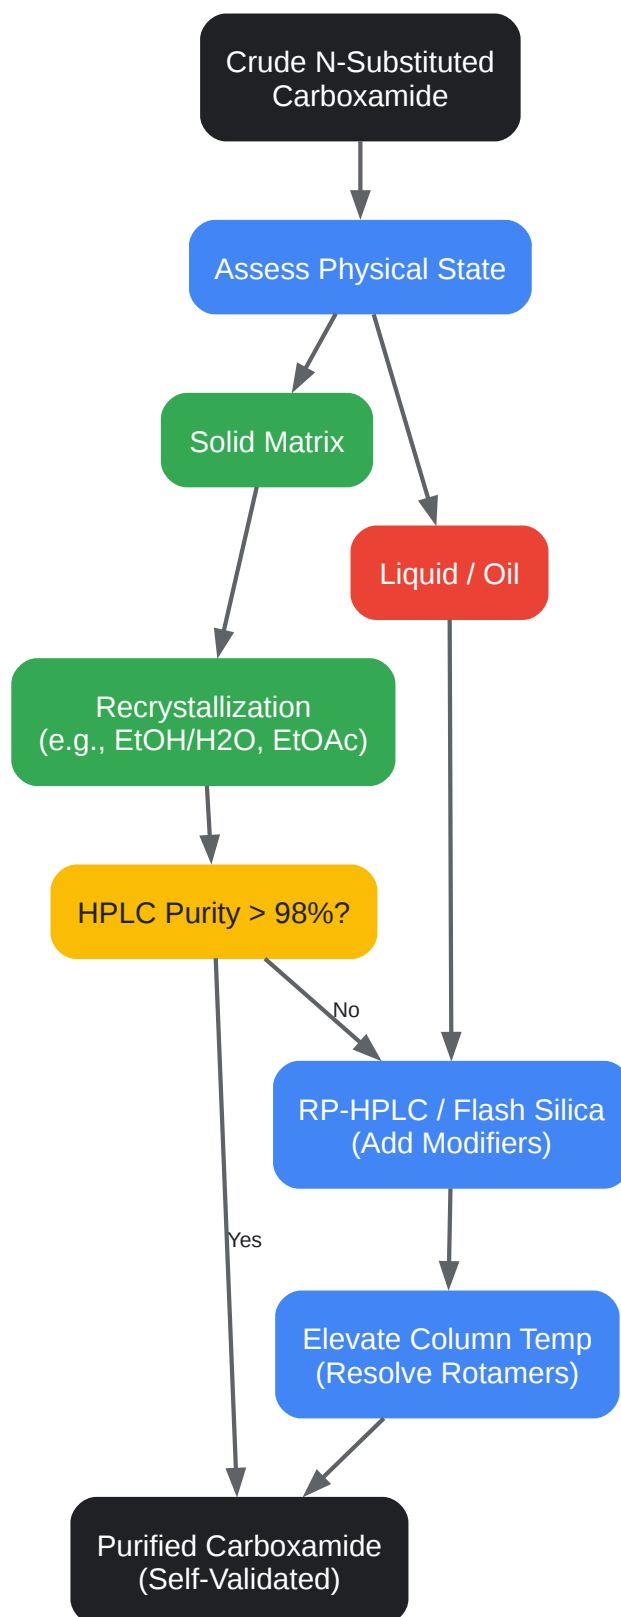 Crude N-Substituted
Carboxamide
Assess Physical State
Solid Matrix
Liquid / Oil
Recrystallization
(e.g., EtOH/H2O, EtOAc)
HPLC Purity > 98%?
No
RP-HPLC / Flash Silica
(Add Modifiers)
Yes
Elevate Column Temp
(Resolve Rotamers)
Purified Carboxamide
(Self-Validated)